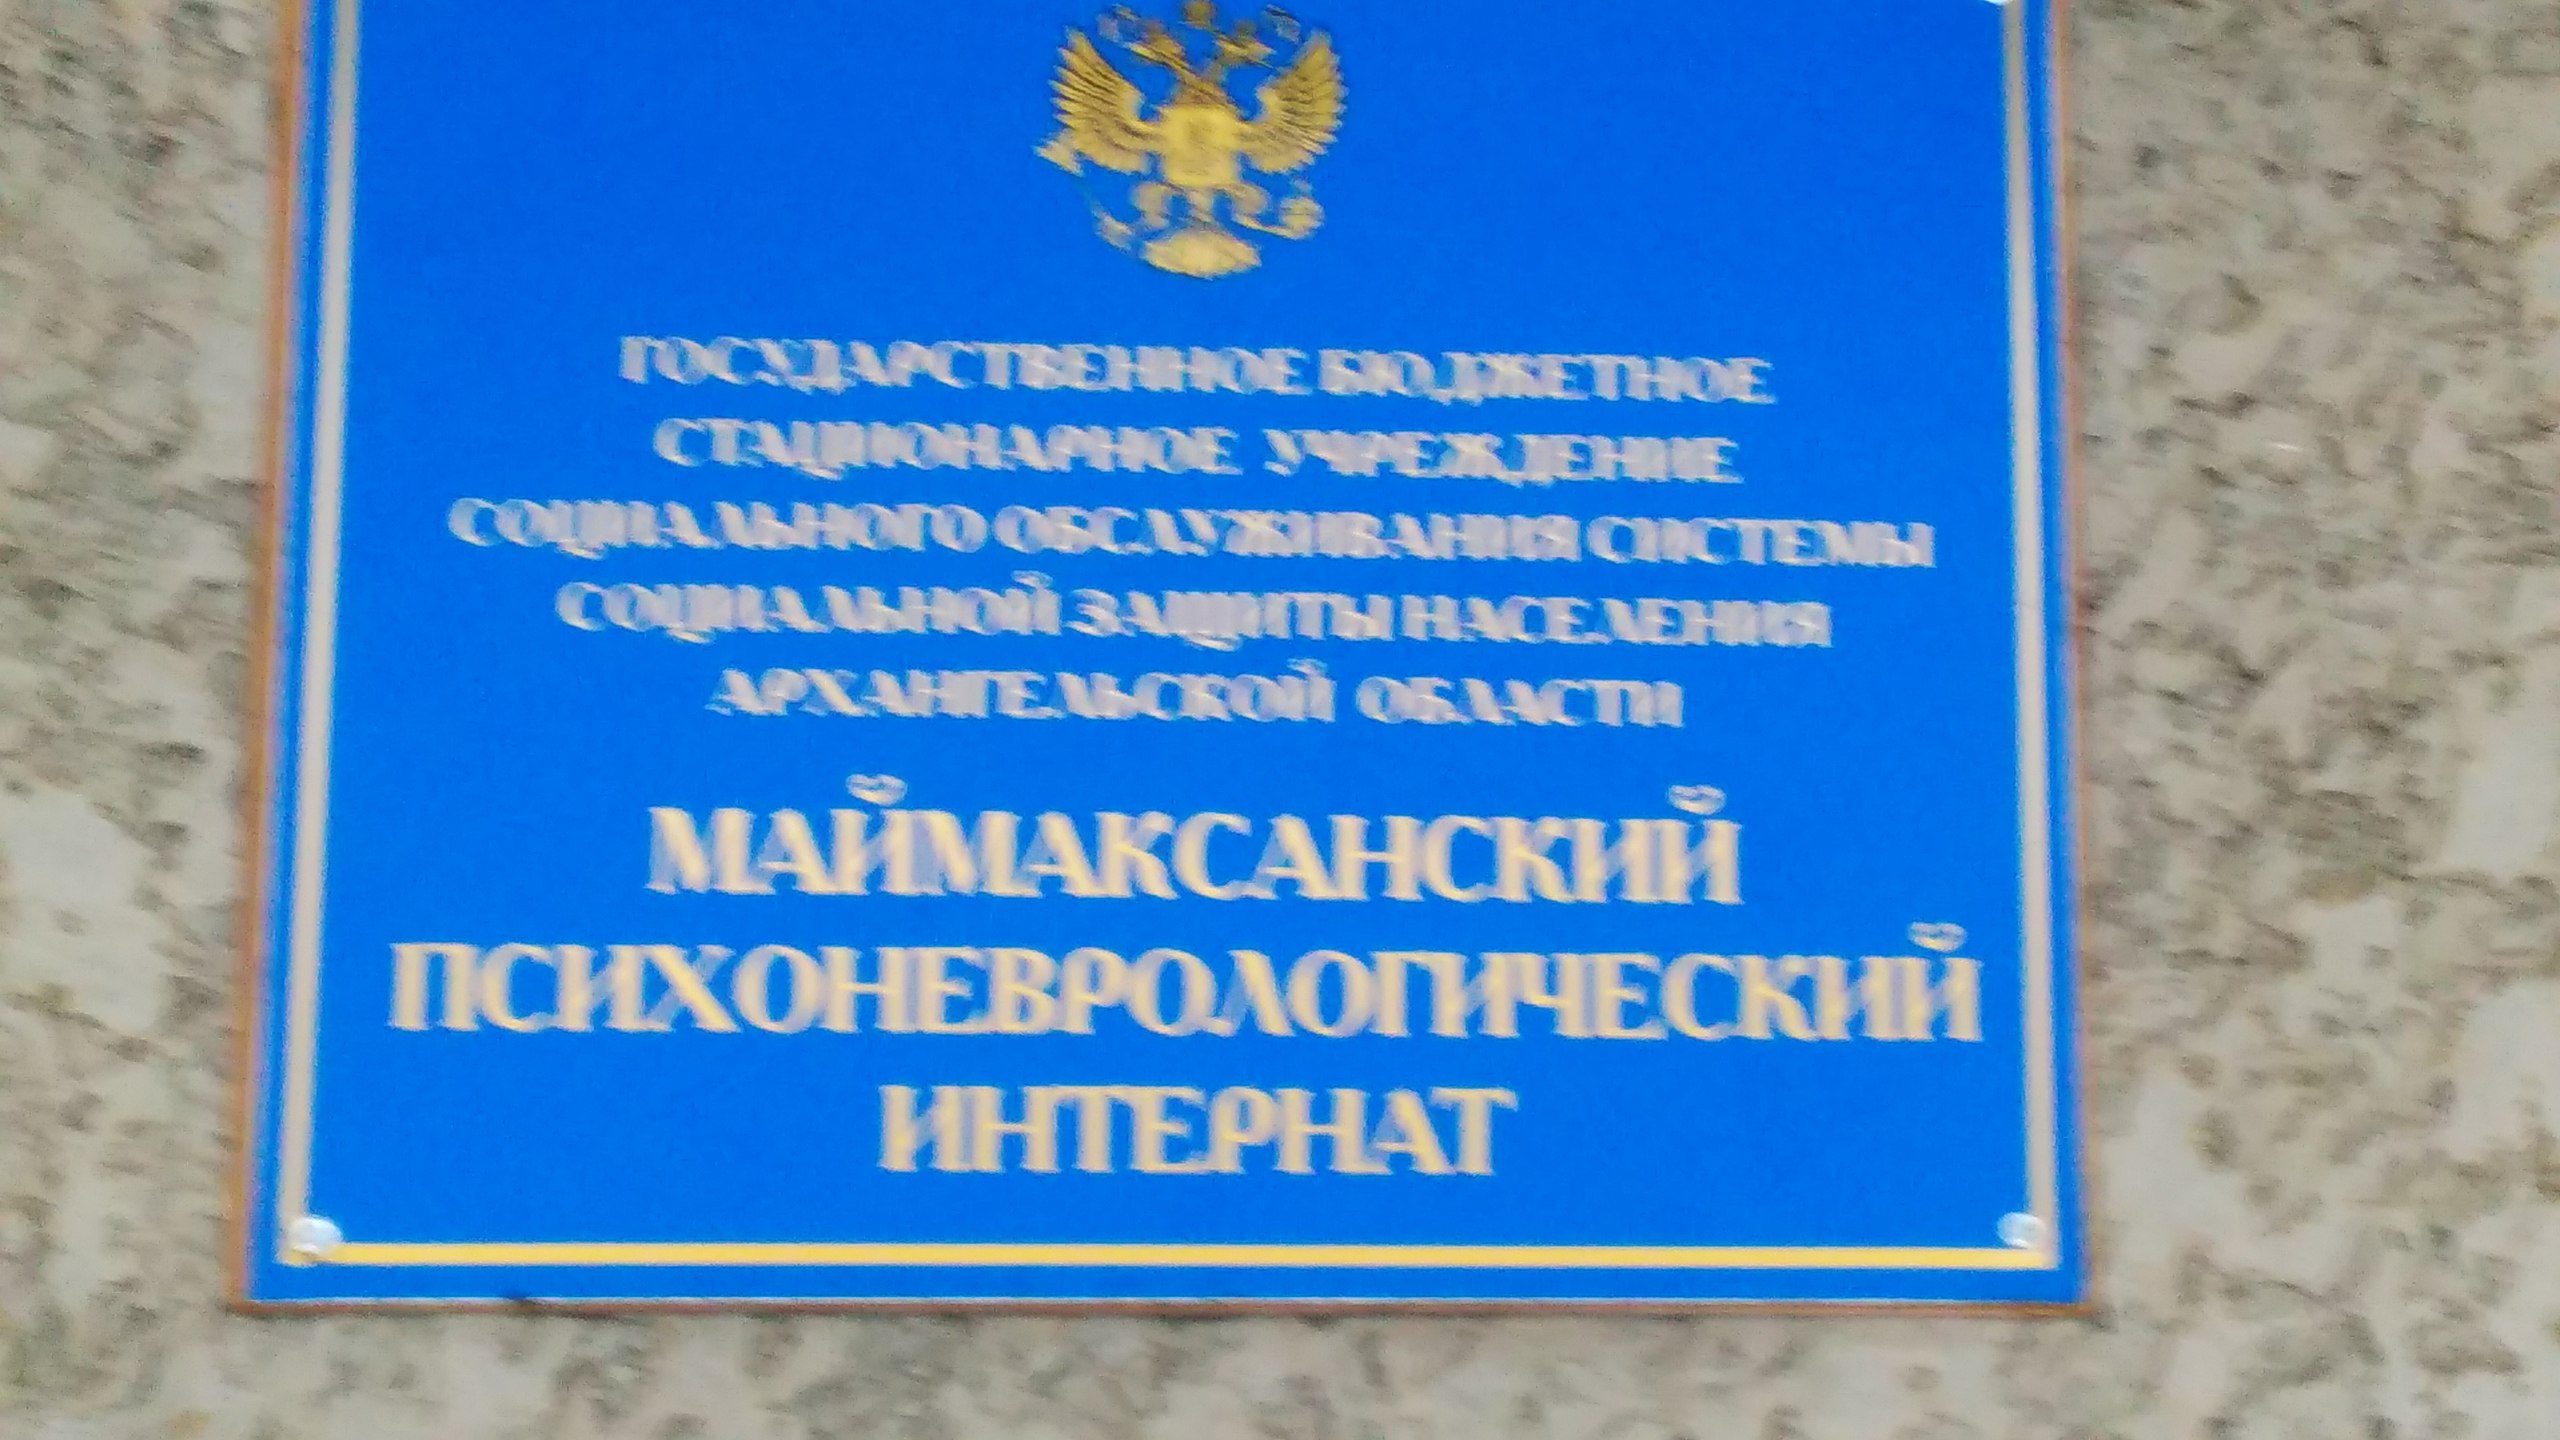 ГОСУДАРСТВЕННОЕ БЮДЖЕТНОЕ
СТАЦИОНАРНОЕ УЧРЕЖДЕНИЕ
СОЦИАЛЬНОГО ОБСЛУЖИВАНИЯ СИСТЕМЫ
СОЦИАЛЬНОЙ ЗАЩИТЫ НАСЕЛЕНИЯ
АРХАНГЕЛЬСКОЙ ОБЛАСТИ
МАЙМАКСАНСКИЙ
ПСИХОНЕВРОЛОГИЧЕСКИЙ
ИНТЕРНАТ